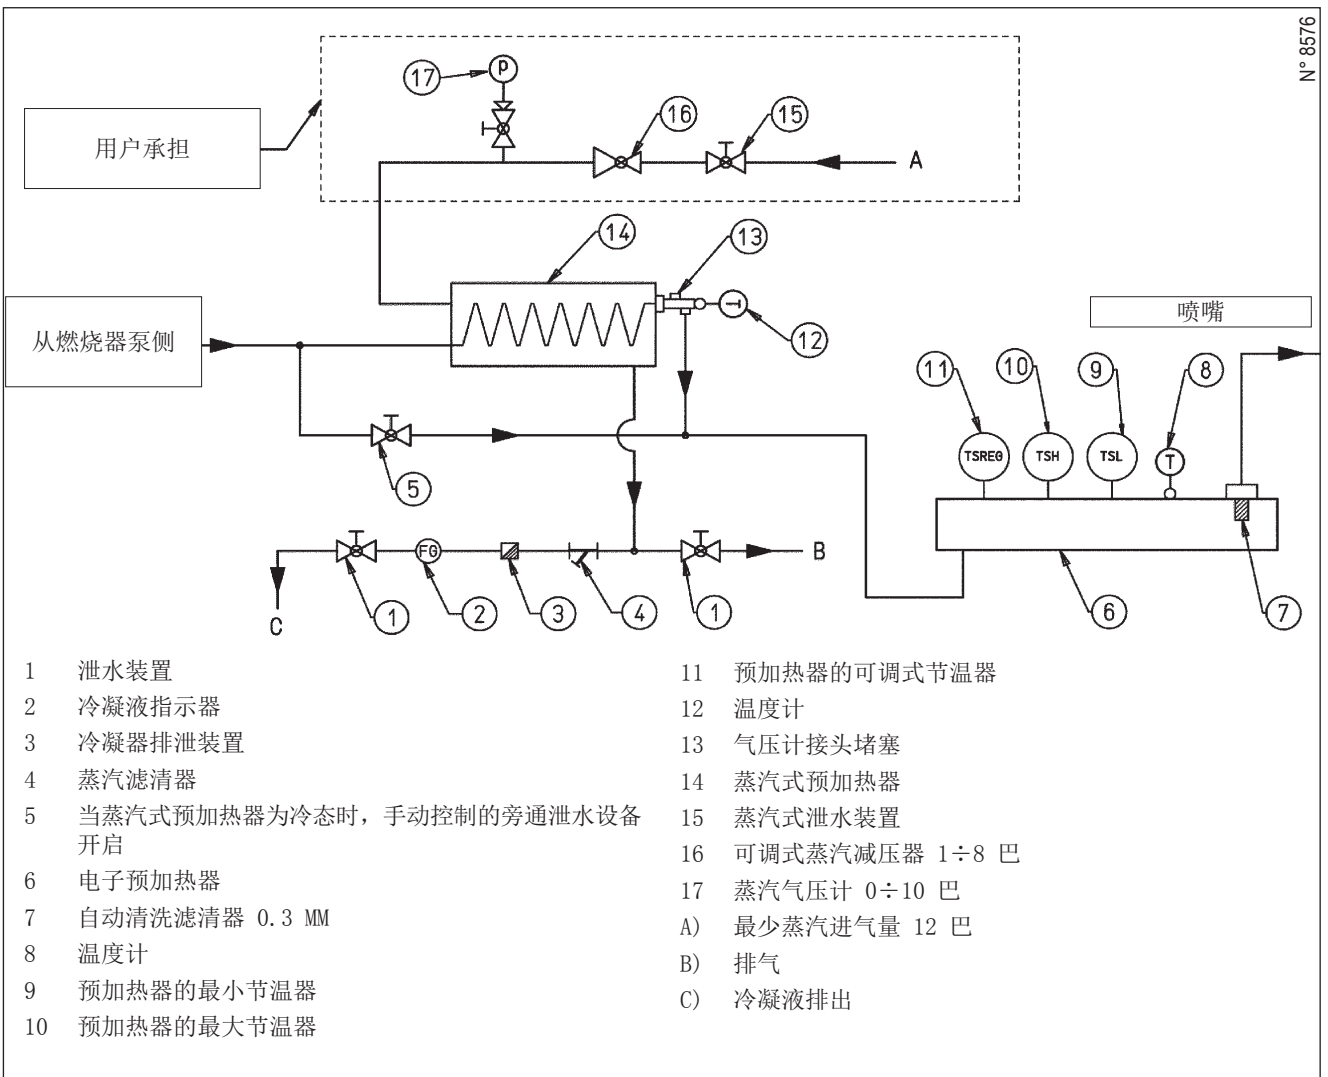 N° 8576
17
P
16
15
A
用户承担
14
13
从燃烧器泵侧
T
12
喷嘴
11
10
9
8
TSREG
TSH
TSL
T
5
FG
B
C
1
2
3
4
1
6
7
1 泄水装置
2 冷凝液指示器
3 冷凝器排泄装置
4 蒸汽滤清器
5 当蒸汽式预加热器为冷态时，手动控制的旁通泄水设备
开启
6 电子预加热器
7 自动清洗滤清器 0.3 MM
8 温度计
9 预加热器的最小节温器
10 预加热器的最大节温器
11 预加热器的可调式节温器
12 温度计
13 气压计接头堵塞
14 蒸汽式预加热器
15 蒸汽式泄水装置
16 可调式蒸汽减压器 1÷8 巴
17 蒸汽气压计 0÷10 巴
A) 最少蒸汽进气量 12 巴
B) 排气
C) 冷凝液排出